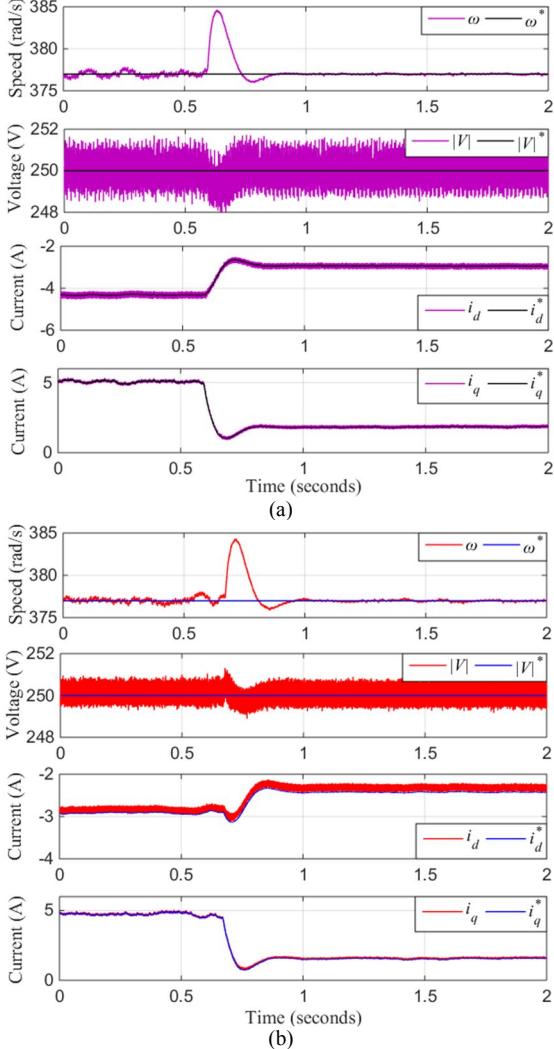 Speed (rad/s)
385
377
375
ω ω*
0 0.5 1 1.5 2
Voltage (V)
252
250
248
|V| |V|*
0 0.5 1 1.5 2
Current (A)
-2
-4
-6
i_d i_d*
0 0.5 1 1.5 2
Current (A)
5
0
i_q i_q*
0 0.5 1 1.5 2
Time (seconds)
(a)
Speed (rad/s)
385
377
375
ω ω*
0 0.5 1 1.5 2
Voltage (V)
252
250
248
|V| |V|*
0 0.5 1 1.5 2
Current (A)
-2
-3
-4
i_d i_d*
0 0.5 1 1.5 2
Current (A)
5
0
i_q i_q*
0 0.5 1 1.5 2
Time (seconds)
(b)